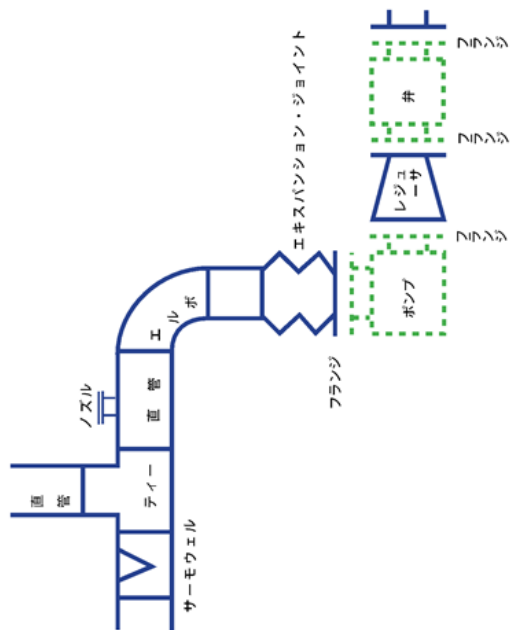 フランジ
弁
フランジ
レジューサ
フランジ
ポンプ
エキスパンション・ジョイント
フランジ
エルボ
ノズル
直管
ティー
直管
サーモウェル